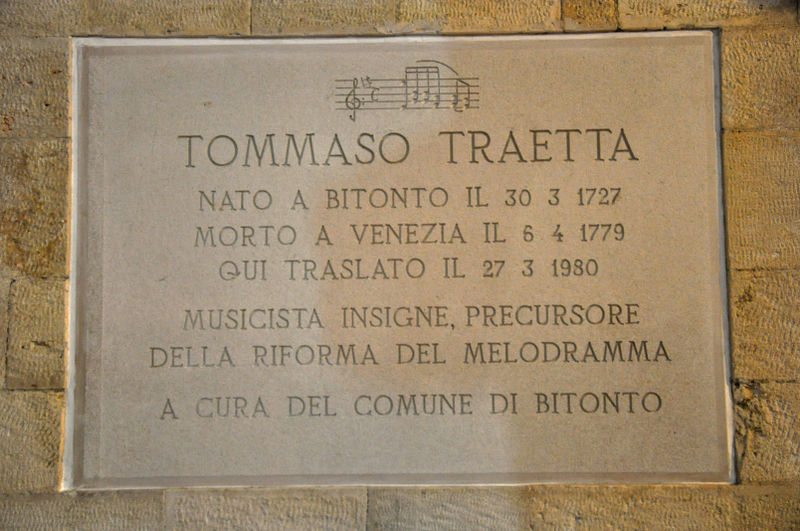 TOMMASO TRAETTA
NATO A BITONTO IL 30 3 1727
MORTO A VENEZIA IL 6 4 1779
QUI TRASLATO IL 27 3 1980
MUSICISTA INSIGNE, PRECURSORE
DELLA RIFORMA DEL MELODRAMMA
A CURA DEL COMUNE DI BITONTO